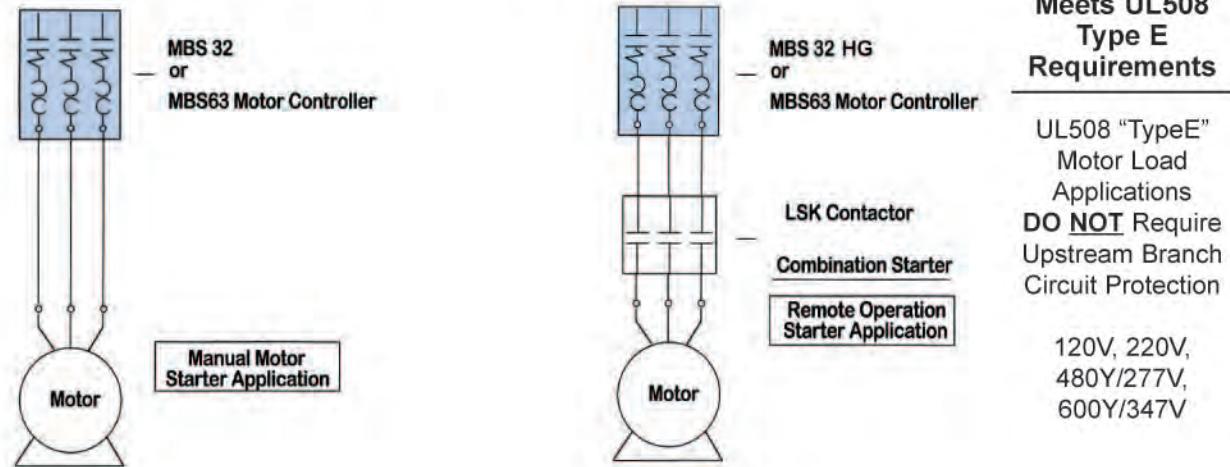 MBS 32
or
MBS63 Motor Controller
Manual Motor
Starter Application
Motor
MBS 32 HG
or
MBS63 Motor Controller
LSK Contactor
Combination Starter
Remote Operation
Starter Application
Motor
Meets UL508
Type E
Requirements
UL508 “TypeE”
Motor Load
Applications
DO NOT Require
Upstream Branch
Circuit Protection
120V, 220V,
480Y/277V,
600Y/347V